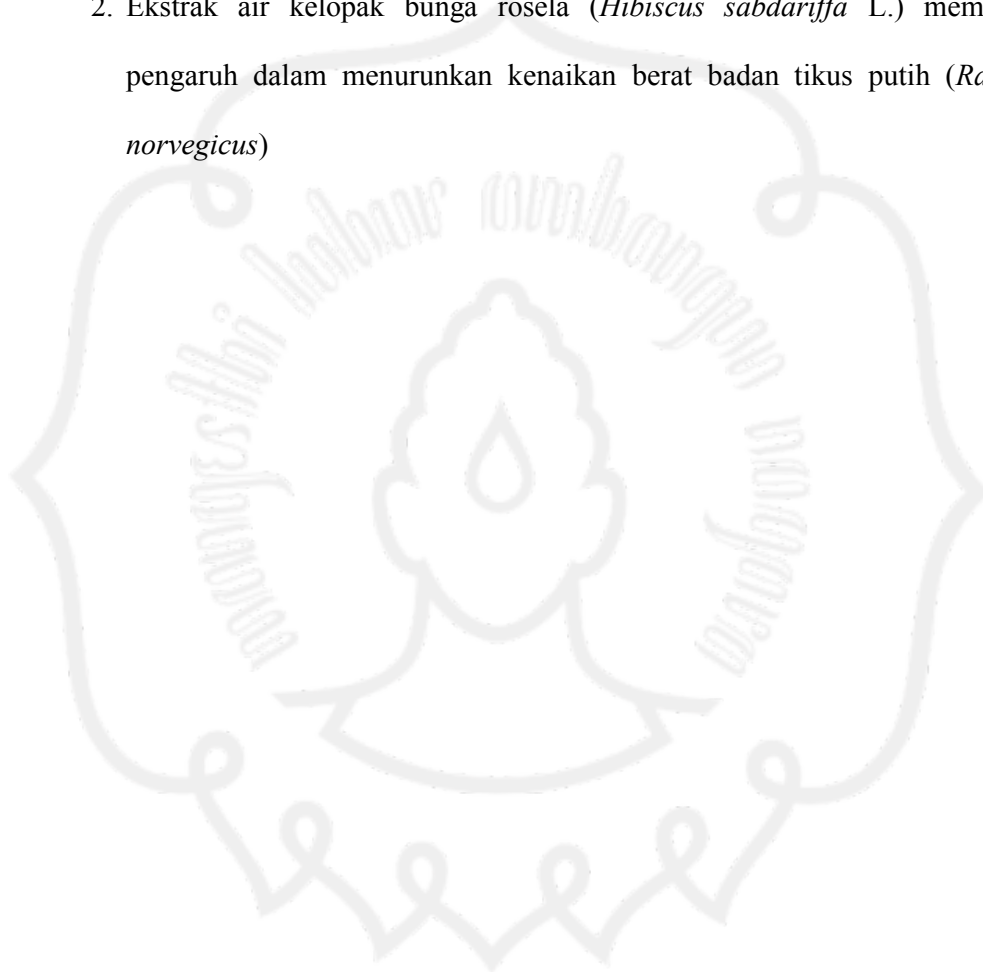 2. Ekstrak air kelopak bunga rosela (Hibiscus sabdariffa L.) mem
pengaruh dalam menurunkan kenaikan berat badan tikus putih (Ra
norvegicus)